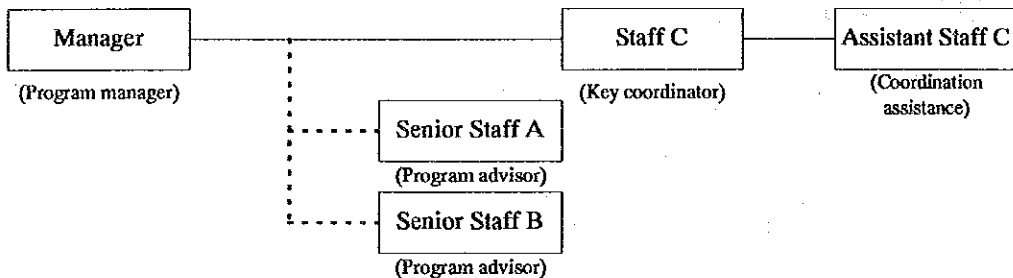 Manager
(Program manager)
Staff C
(Key coordinator)
Assistant Staff C
(Coordination
assistance)
Senior Staff A
(Program advisor)
Senior Staff B
(Program advisor)